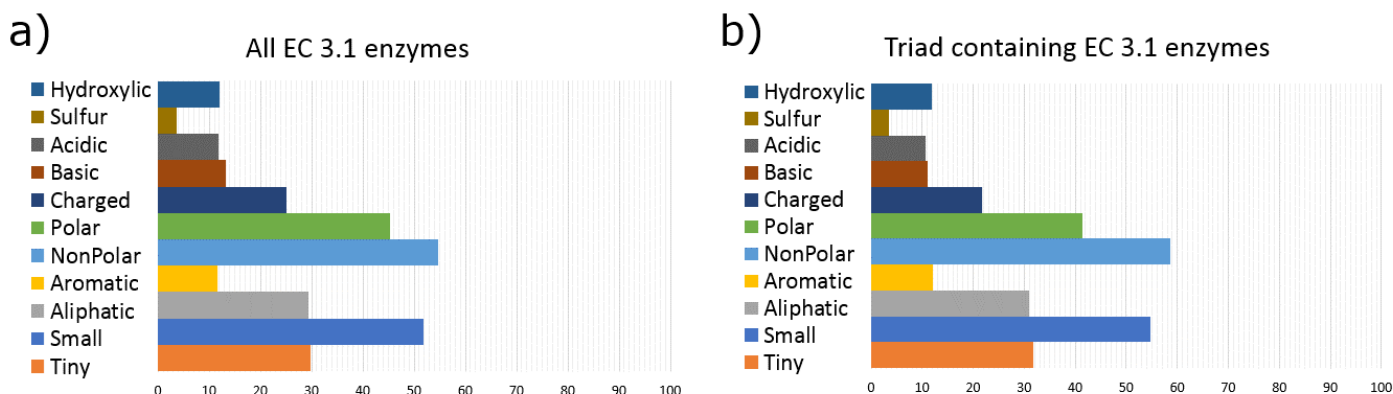 a)
All EC 3.1 enzymes
Hydroxylic
Sulfur
Acidic
Basic
Charged
Polar
NonPolar
Aromatic
Aliphatic
Small
Tiny
0 10 20 30 40 50 60 70 80 90 100
b)
Triad containing EC 3.1 enzymes
Hydroxylic
Sulfur
Acidic
Basic
Charged
Polar
NonPolar
Aromatic
Aliphatic
Small
Tiny
0 10 20 30 40 50 60 70 80 90 100